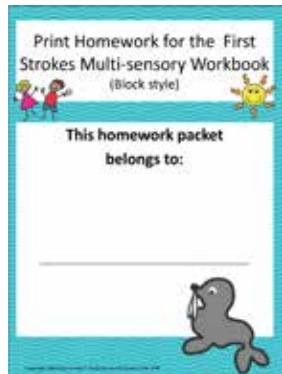 Print Homework for the First
Strokes Multi-sensory Workbook
(Block style)
This homework packet
belongs to: